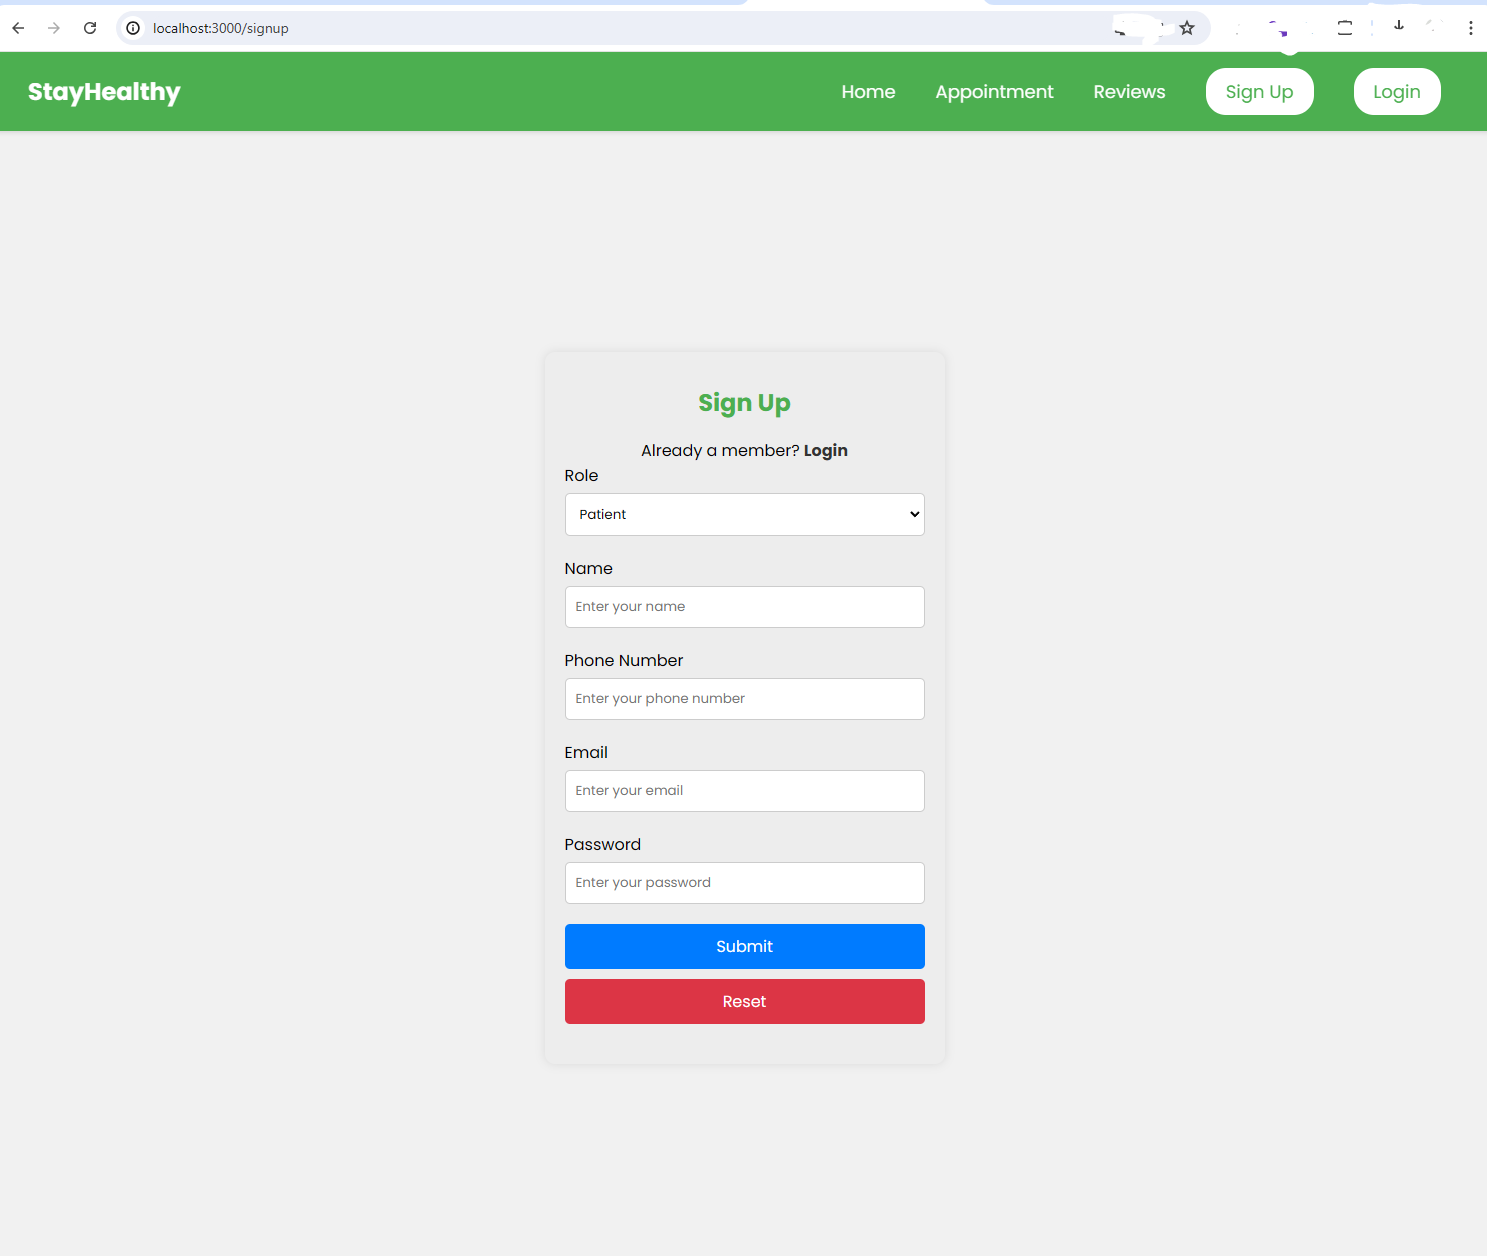 localhost:3000/signup
StayHealthy Home Appointment Reviews Sign Up Login
Sign Up
Already a member? Login
Role
Patient
Name
Enter your name
Phone Number
Enter your phone number
Email
Enter your email
Password
Enter your password
Submit
Reset